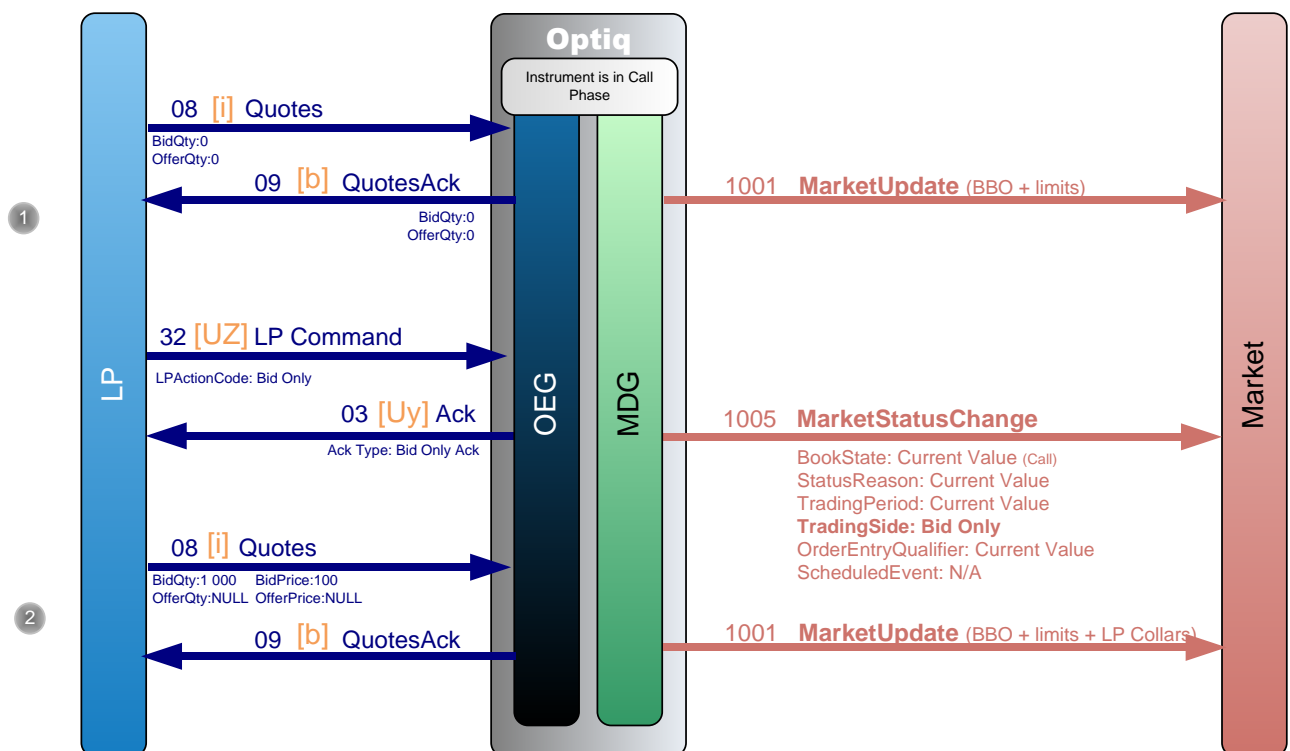 Optiq
Instrument is in Call
Phase
08 [i] Quotes
BidQty:0
OfferQty:0
09 [b] QuotesAck
BidQty:0
OfferQty:0
1001 MarketUpdate (BBO + limits)
1
32 [UZ] LP Command
LPActionCode: Bid Only
03 [Uy] Ack
Ack Type: Bid Only Ack
LP
OEG
MDG
Market
1005 MarketStatusChange
BookState: Current Value (Call)
StatusReason: Current Value
TradingPeriod: Current Value
TradingSide: Bid Only
OrderEntryQualifier: Current Value
ScheduledEvent: N/A
08 [i] Quotes
BidQty:1 000 BidPrice:100
OfferQty:NULL OfferPrice:NULL
2
09 [b] QuotesAck
1001 MarketUpdate (BBO + limits + LP Collars)